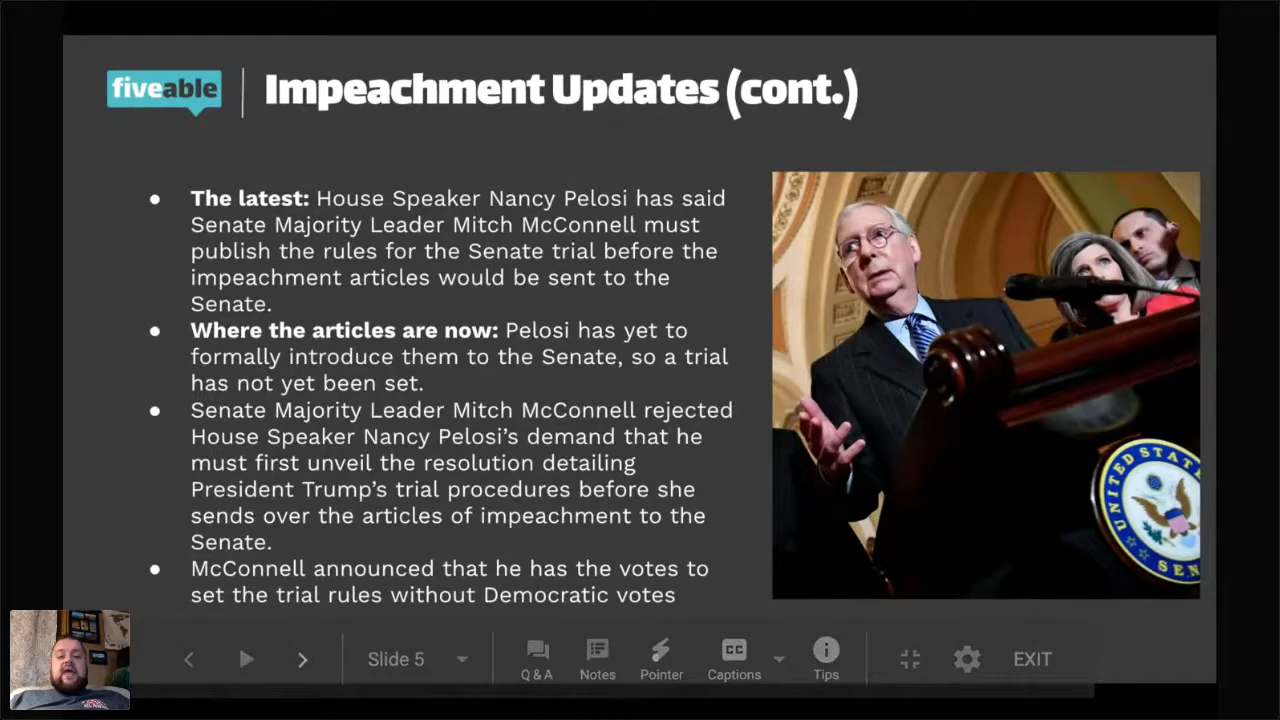 fiveable
Impeachment Updates (cont.)
● The latest: House Speaker Nancy Pelosi has said
Senate Majority Leader Mitch McConnell must
publish the rules for the Senate trial before the
impeachment articles would be sent to the
Senate.
● Where the articles are now: Pelosi has yet to
formally introduce them to the Senate, so a trial
has not yet been set.
● Senate Majority Leader Mitch McConnell rejected
House Speaker Nancy Pelosi’s demand that he
must first unveil the resolution detailing
President Trump’s trial procedures before she
sends over the articles of impeachment to the
Senate.
● McConnell announced that he has the votes to
set the trial rules without Democratic votes
UNITED STAT
SEN
Slide 5
Q & A
Notes
Pointer
CC
Captions
Tips
EXIT